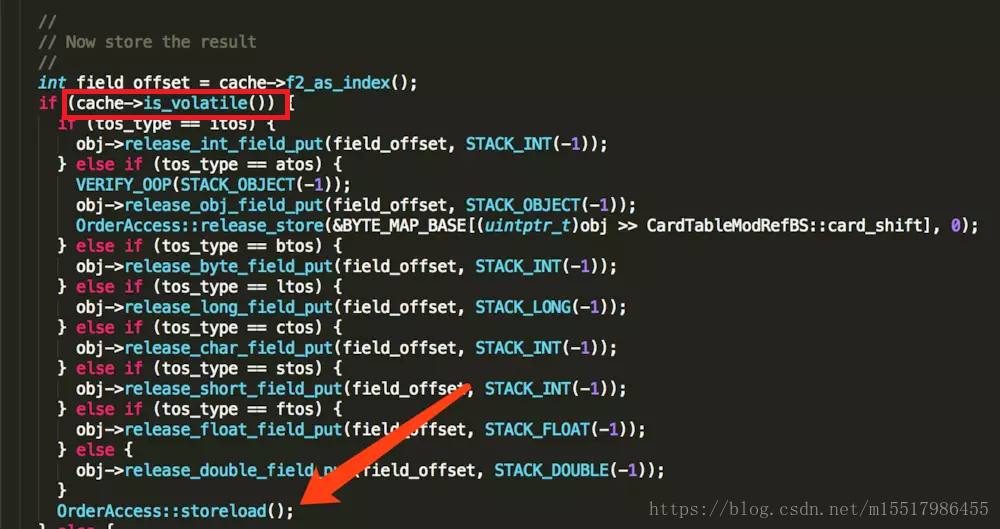 //
// Now store the result
//
int field_offset = cache->f2_as_index();
if (cache->is_volatile()) {
if (tos_type == itos) {
obj->release_int_field_put(field_offset, STACK_INT(-1));
} else if (tos_type == atos) {
VERIFY_OOP(STACK_OBJECT(-1));
obj->release_obj_field_put(field_offset, STACK_OBJECT(-1));
OrderAccess::release_store(&BYTE_MAP_BASE[(uintptr_t)obj >> CardTableModRefBS::card_shift], 0);
} else if (tos_type == btos) {
obj->release_byte_field_put(field_offset, STACK_INT(-1));
} else if (tos_type == ltos) {
obj->release_long_field_put(field_offset, STACK_LONG(-1));
} else if (tos_type == ctos) {
obj->release_char_field_put(field_offset, STACK_INT(-1));
} else if (tos_type == stos) {
obj->release_short_field_put(field_offset, STACK_INT(-1));
} else if (tos_type == ftos) {
obj->release_float_field_put(field_offset, STACK_FLOAT(-1));
} else {
obj->release_double_field_put(field_offset, STACK_DOUBLE(-1));
}
OrderAccess::storeload();
} else {
https://blog.csdn.net/m15517986455